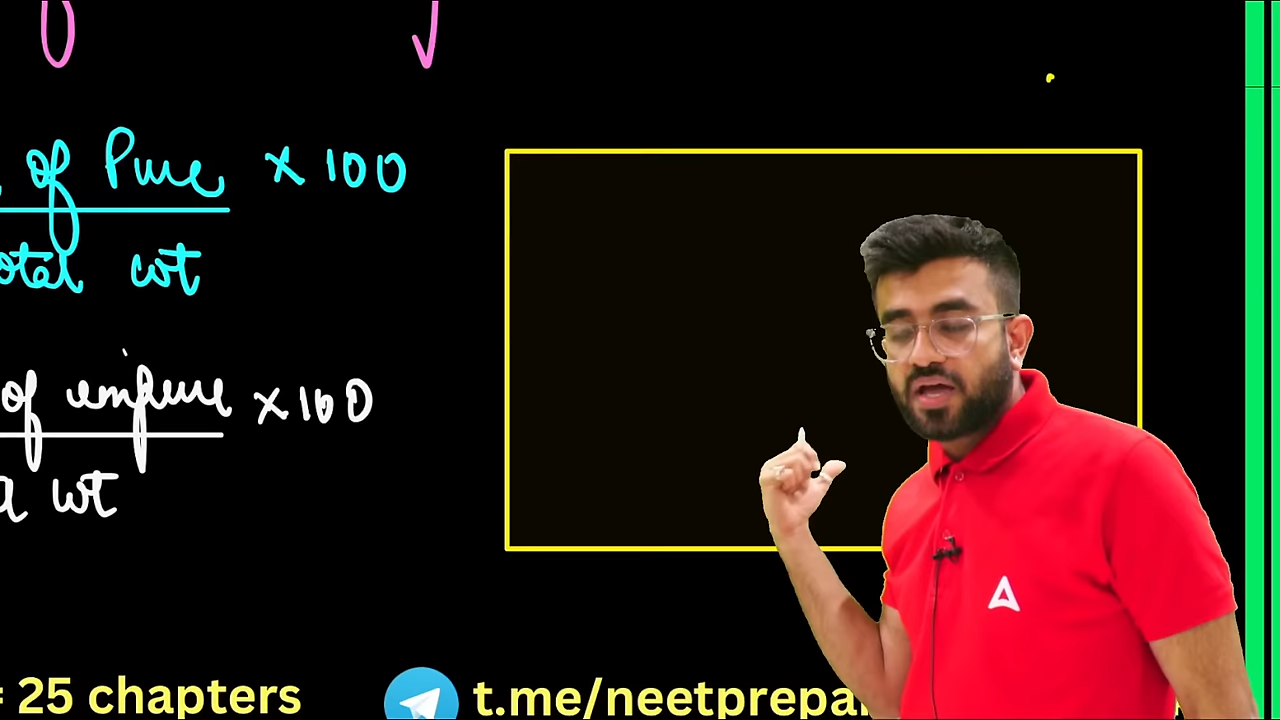 of Pure × 100
otal wt
of impure × 100
wt
= 25 chapters
t.me/neetprepa